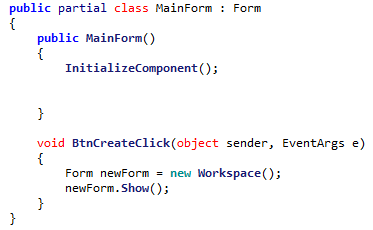 public partial class MainForm : Form
{
    public MainForm()
    {
        InitializeComponent();
    }
    void BtnCreateClick(object sender, EventArgs e)
    {
        Form newForm = new Workspace();
        newForm.Show();
    }
}